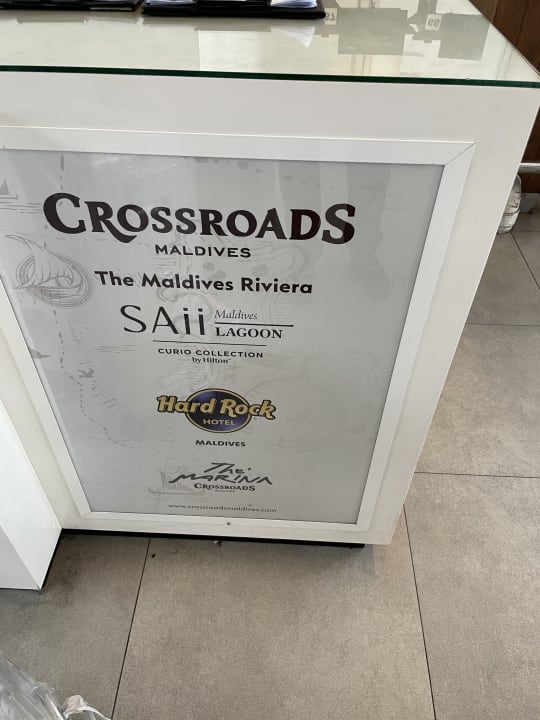 CROSSROADS
MALDIVES
The Maldives Riviera
SAii Maldives LAGOON
CURIO COLLECTION
by Hilton™
Hard Rock
HOTEL
MALDIVES
The
MARINA
CROSSROADS
www.crossroadsmaldives.com